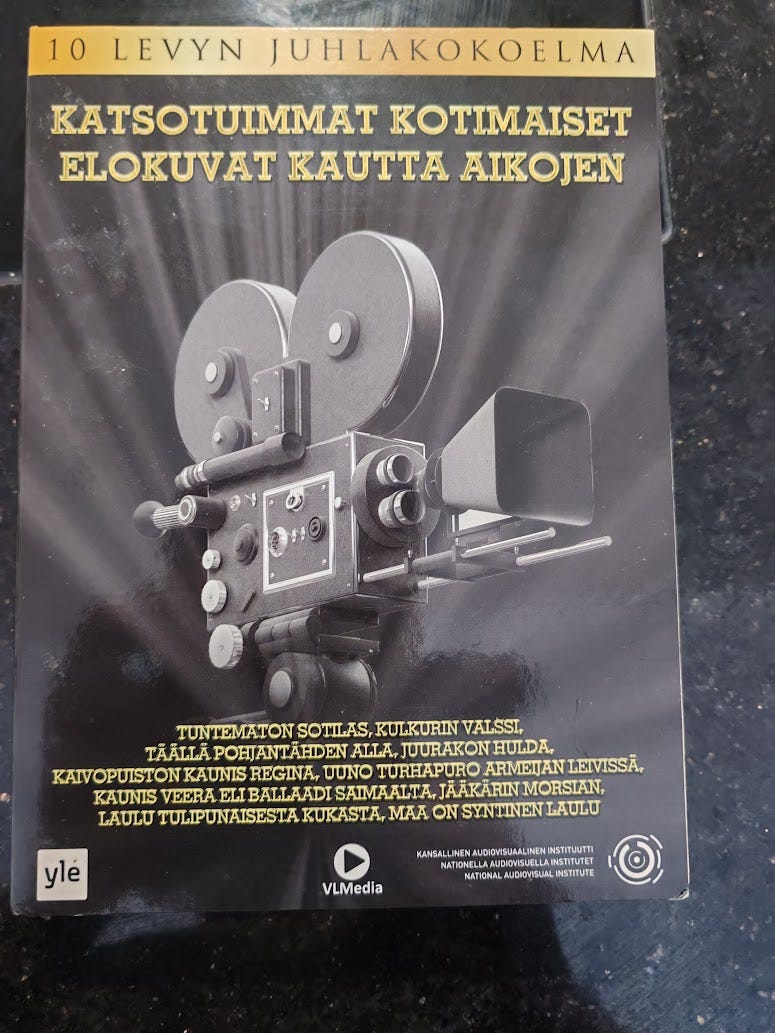 10 LEVYN JUHLAKOKOELMA
KATSOTUIMMAT KOTIMAISET
ELOKUVAT KAUTTA AIKOJEN
TUNTEMATON SOTILAS, KULKURIN VALSSI,
TÄÄLLÄ POHJANTÄHDEN ALLA, JUURAKON HULDA,
KAIVOPUISTON KAUNIS REGINA, UUNO TURHAPURO ARMEIJAN LEIVISSÄ,
KAUNIS VEERA ELI BALLAADI SAIMAALTA, JÄÄKÄRIN MORSIAN,
LAULU TULIPUNAISESTA KUKASTA, MAA ON SYNTINEN LAULU
yle
VLMedia
KANSALLINEN AUDIOVISUAALINEN INSTITUUTTI
NATIONELLA AUDIOVISUELLA INSTITUTET
NATIONAL AUDIOVISUAL INSTITUTE